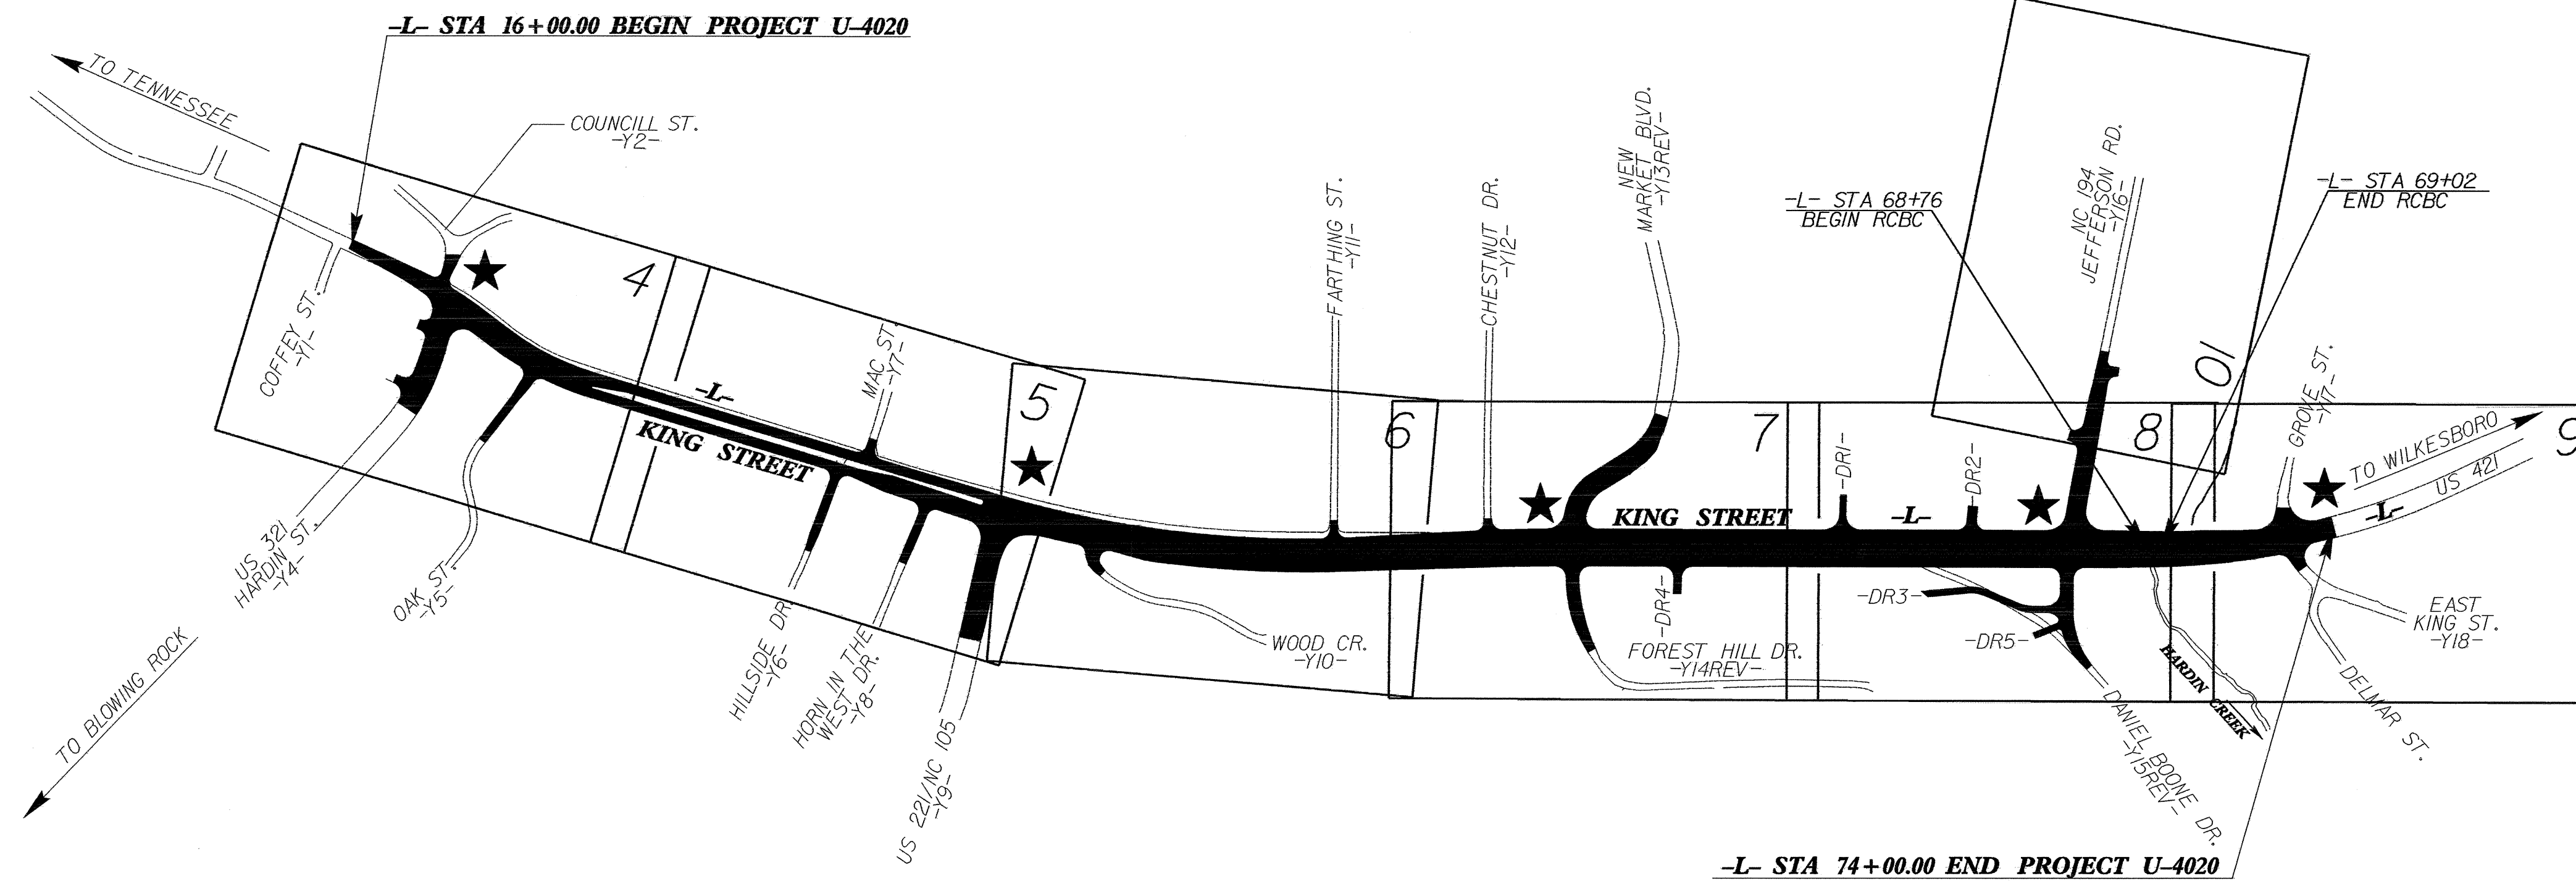 -L- STA 16+00.00 BEGIN PROJECT U-4020
TO TENNESSEE
COUNCILL ST.
-Y2-
COFFEY ST.
-Y1-
4
-L-
KING STREET
MAC ST.
-Y7-
5
US 321
HARDIN ST.
-Y4-
OAK ST.
-Y5-
TO BLOWING ROCK
HILLSIDE DR.
-Y6-
HORN IN THE
WEST DR.
-Y8-
US 221/NC 105
-Y9-
WOOD CR.
-Y10-
FARTHING ST.
-Y11-
6
CHESTNUT DR.
-Y12-
NEW
MARKET BLVD.
-Y13REV-
KING STREET
7
-DR1-
-L-
-DR2-
-DR4-
FOREST HILL DR.
-Y14REV-
-DR3-
-DR5-
-L- STA 68+76
BEGIN RCBC
NC 194
JEFFERSON RD.
-Y16-
-L- STA 69+02
END RCBC
10
8
HARDIN CREEK
DANIEL BOONE DR.
-Y15REV-
GROVE ST.
-Y17-
TO WILKESBORO
US 421
-L-
9
EAST
KING ST.
-Y18-
DELMAR ST.
-L- STA 74+00.00 END PROJECT U-4020